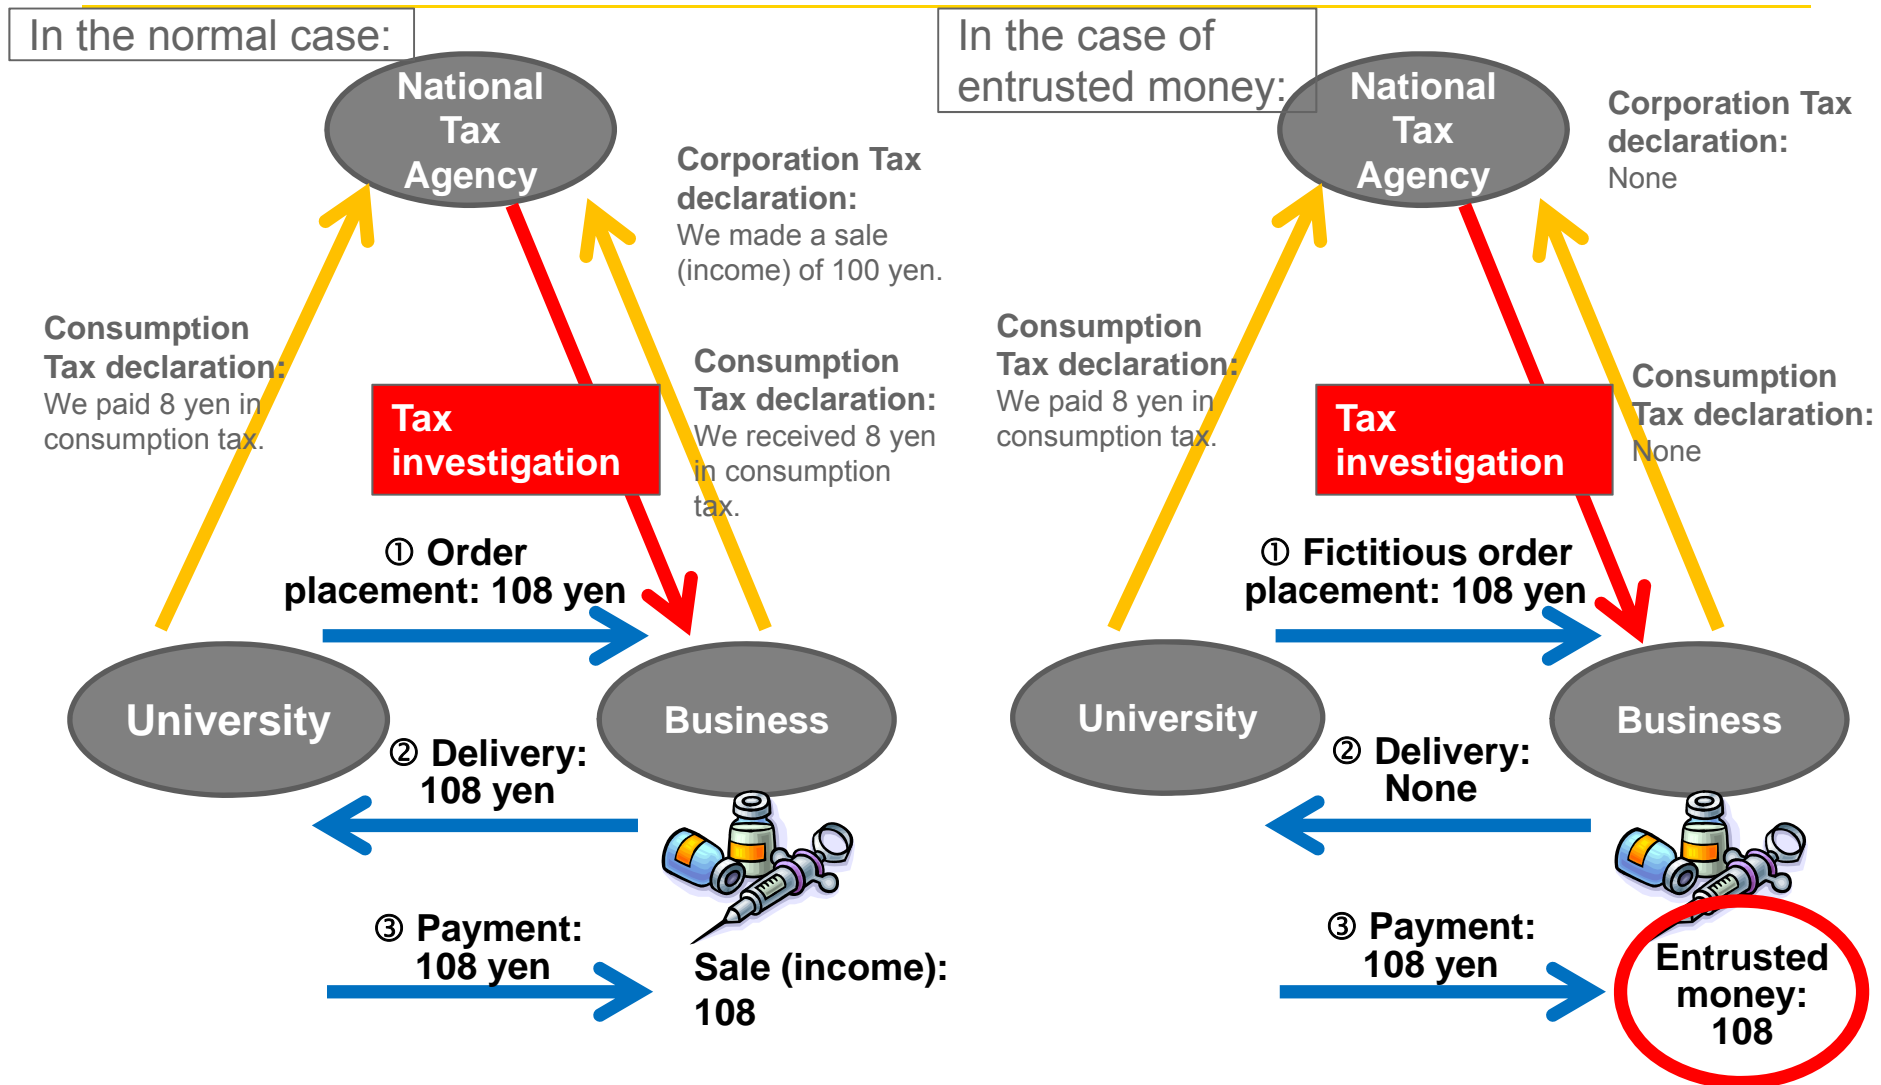 In the normal case:
National
Tax
Agency
Corporation Tax
declaration:
We made a sale
(income) of 100 yen.
Consumption
Tax declaration:
We paid 8 yen in
consumption tax.
Consumption
Tax declaration:
We received 8 yen
in consumption
tax.
Tax
investigation
① Order
placement: 108 yen
University
Business
② Delivery:
108 yen
③ Payment:
108 yen
Sale (income):
108
In the case of
entrusted money:
National
Tax
Agency
Corporation Tax
declaration:
None
Consumption
Tax declaration:
We paid 8 yen in
consumption tax.
Consumption
Tax declaration:
None
Tax
investigation
① Fictitious order
placement: 108 yen
University
Business
② Delivery:
None
③ Payment:
108 yen
Entrusted
money:
108